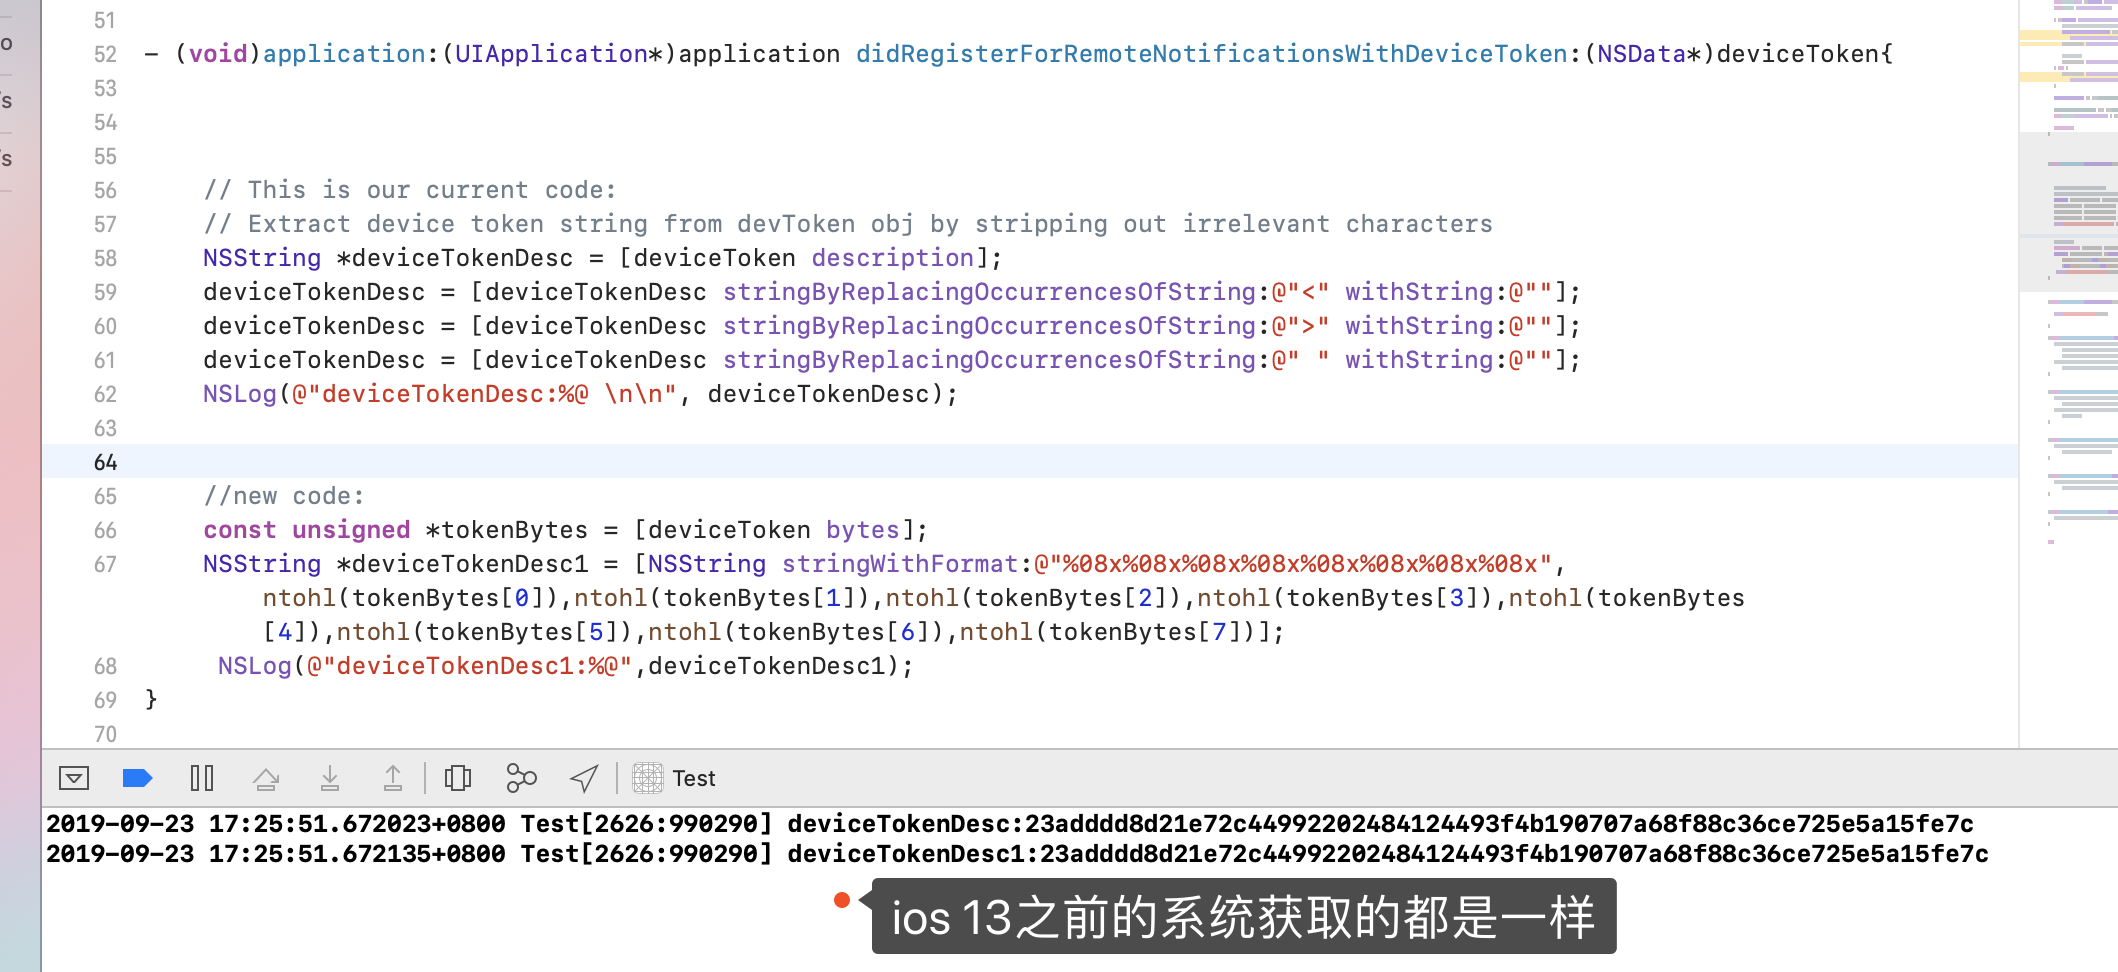 51
o
52 - (void)application:(UIApplication*)application didRegisterForRemoteNotificationsWithDeviceToken:(NSData*)deviceToken{
53
's
54
55
's
56 // This is our current code:
57 // Extract device token string from devToken obj by stripping out irrelevant characters
58 NSString *deviceTokenDesc = [deviceToken description];
59 deviceTokenDesc = [deviceTokenDesc stringByReplacingOccurrencesOfString:@"<" withString:@""];
60 deviceTokenDesc = [deviceTokenDesc stringByReplacingOccurrencesOfString:@">" withString:@""];
61 deviceTokenDesc = [deviceTokenDesc stringByReplacingOccurrencesOfString:@" " withString:@""];
62 NSLog(@"deviceTokenDesc:%@ \n\n", deviceTokenDesc);
63
64
65 //new code:
66 const unsigned *tokenBytes = [deviceToken bytes];
67 NSString *deviceTokenDesc1 = [NSString stringWithFormat:@"%08x%08x%08x%08x%08x%08x%08x%08x",
ntohl(tokenBytes[0]),ntohl(tokenBytes[1]),ntohl(tokenBytes[2]),ntohl(tokenBytes[3]),ntohl(tokenBytes
[4]),ntohl(tokenBytes[5]),ntohl(tokenBytes[6]),ntohl(tokenBytes[7])];
68 NSLog(@"deviceTokenDesc1:%@",deviceTokenDesc1);
69 }
70
Test
2019-09-23 17:25:51.672023+0800 Test[2626:990290] deviceTokenDesc:23adddd8d21e72c44992202484124493f4b190707a68f88c36ce725e5a15fe7c
2019-09-23 17:25:51.672135+0800 Test[2626:990290] deviceTokenDesc1:23adddd8d21e72c44992202484124493f4b190707a68f88c36ce725e5a15fe7c
ios 13之前的系统获取的都是一样